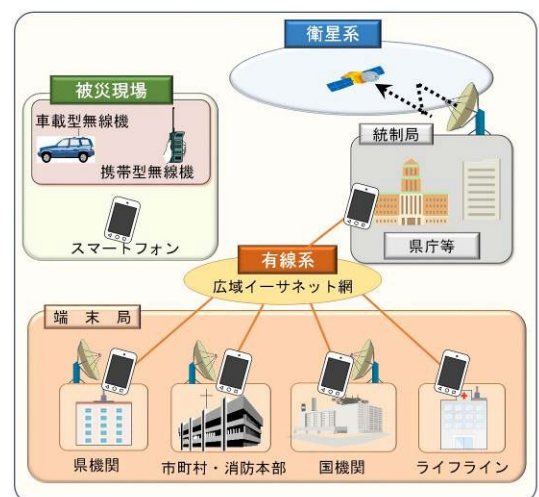 衛星系
被災現場
車載型無線機
携帯型無線機
スマートフォン
統制局
県庁等
有線系
広域イーサネット網
端末局
県機関
市町村・消防本部
国機関
ライフライン